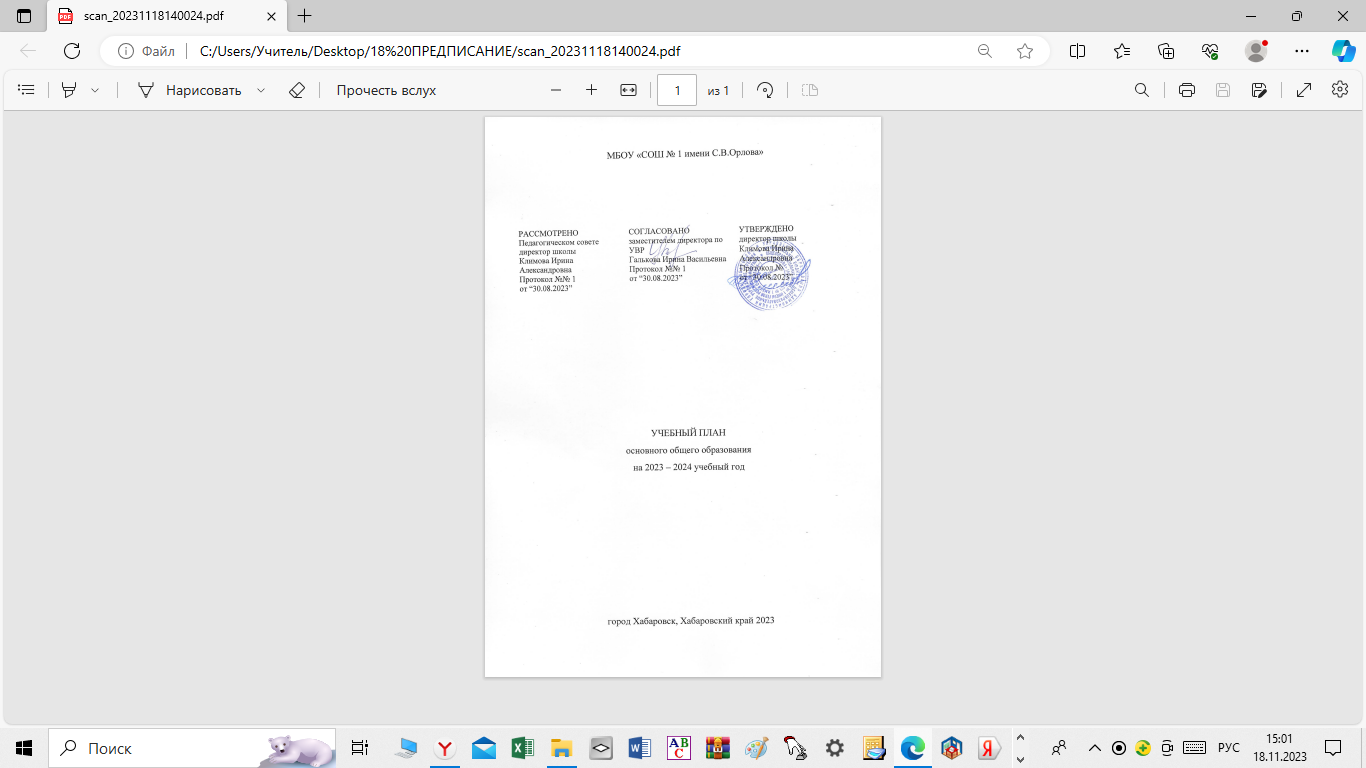 scan_20231118140024.pdf
Файл
C:/Users/Учитель/Desktop/18%20ПРЕДПИСАНИЕ/scan_20231118140024.pdf
Нарисовать
Прочесть вслух
1
из 1
МБОУ «СОШ № 1 имени С.В.Орлова»
РАССМОТРЕНО
Педагогическом совете
директор школы
Климова Ирина
Александровна
Протокол №№ 1
от “30.08.2023”
СОГЛАСОВАНО
заместителем директора по
УВР
Галькова Ирина Васильевна
Протокол №№ 1
от “30.08.2023”
УТВЕРЖДЕНО
директор школы
Климова Ирина
Александровна
Протокол №
от “30.08.2023”
УЧЕБНЫЙ ПЛАН
основного общего образования
на 2023 – 2024 учебный год
город Хабаровск, Хабаровский край 2023
Поиск
РУС
15:01
18.11.2023